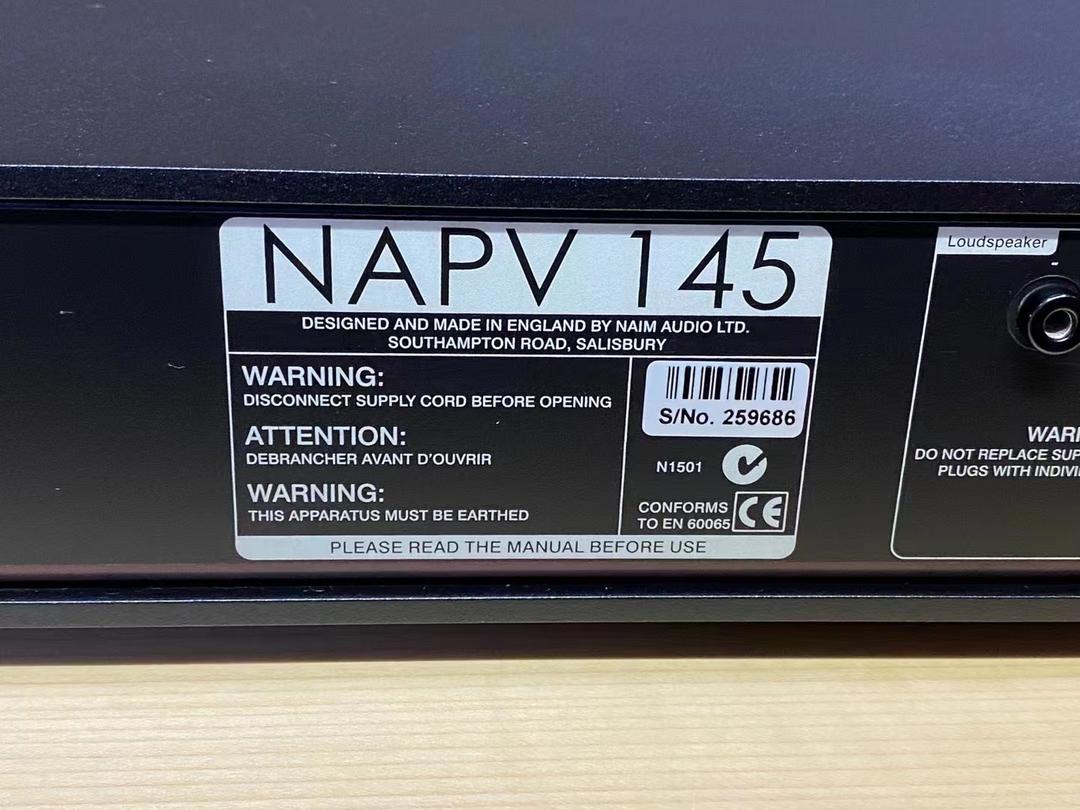 NAPV 145
DESIGNED AND MADE IN ENGLAND BY NAIM AUDIO LTD.
SOUTHAMPTON ROAD, SALISBURY
WARNING:
DISCONNECT SUPPLY CORD BEFORE OPENING
ATTENTION:
DEBRANCHER AVANT D'OUVRIR
WARNING:
THIS APPARATUS MUST BE EARTHED
S/No. 259686
N1501
CONFORMS
TO EN 60065
CE
PLEASE READ THE MANUAL BEFORE USE
Loudspeaker
DO NOT REPLACE
PLUGS WITH